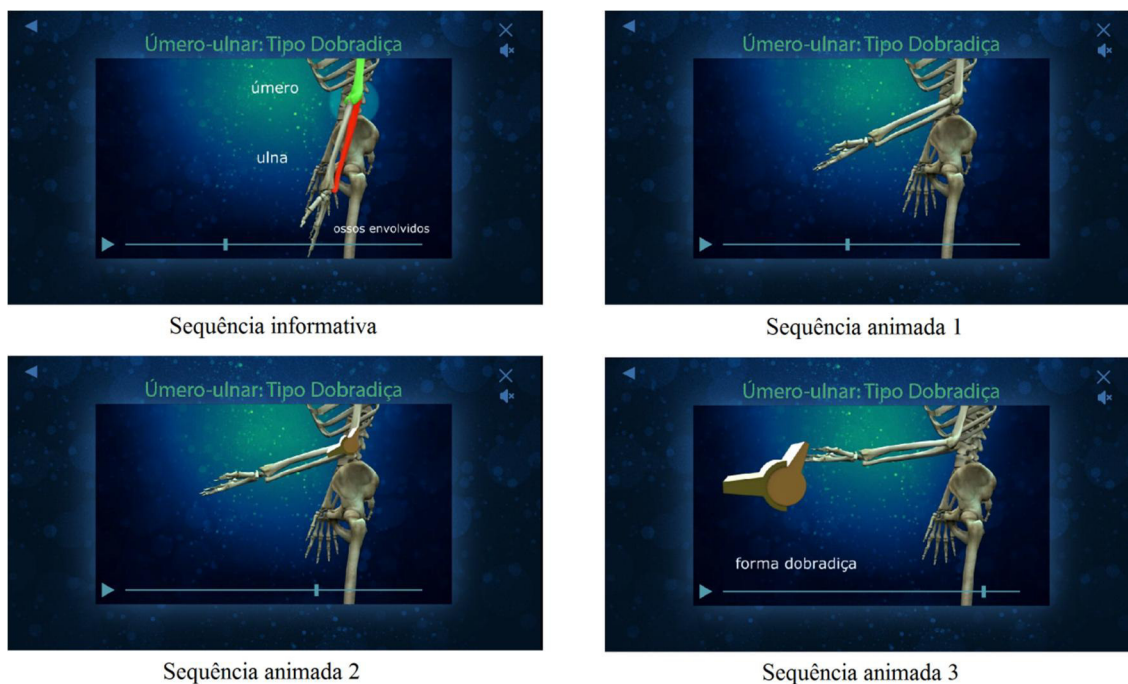 Úmero-ulnar: Tipo Dobradiça
úmero
ulna
ossos envolvidos
Sequência informativa
Úmero-ulnar: Tipo Dobradiça
Sequência animada 1
Úmero-ulnar: Tipo Dobradiça
Sequência animada 2
Úmero-ulnar: Tipo Dobradiça
forma dobradiça
Sequência animada 3